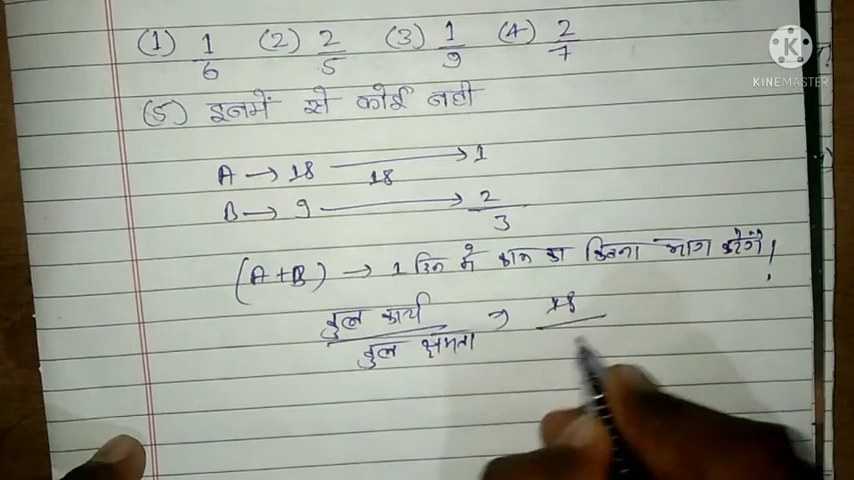 (1) 1/6 (2) 2/5 (3) 1/9 (4) 2/7
K
KINEMASTER
(5) इनमें से कोई नही
A → 18 → 1
18
B → 9 → 2
3
(A+B) → 1 दिन में काम का कितना भाग करेंगे!
कुल कार्य / कुल क्षमता ⇒ 18